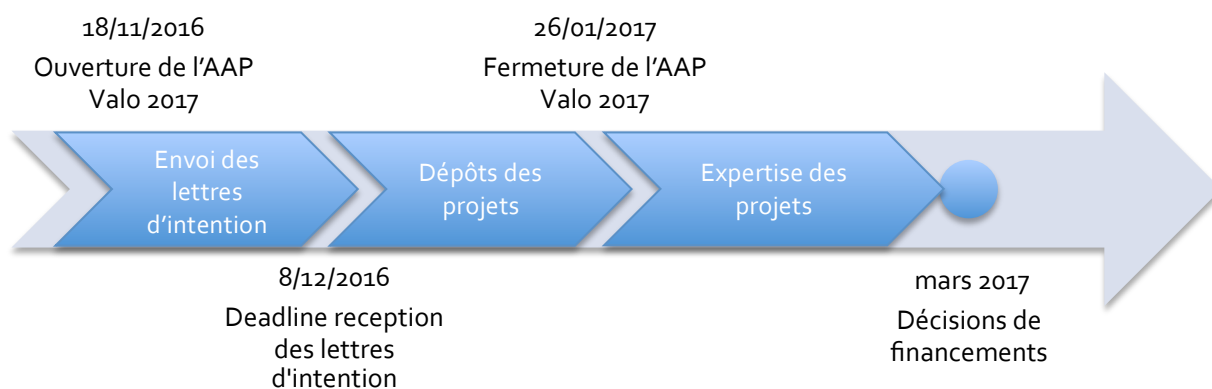 18/11/2016
Ouverture de l’AAP
Valo 2017
26/01/2017
Fermeture de l’AAP
Valo 2017
Envoi des
lettres
d’intention
Dépôts des
projets
Expertise des
projets
8/12/2016
Deadline reception
des lettres
d'intention
mars 2017
Décisions de
financements